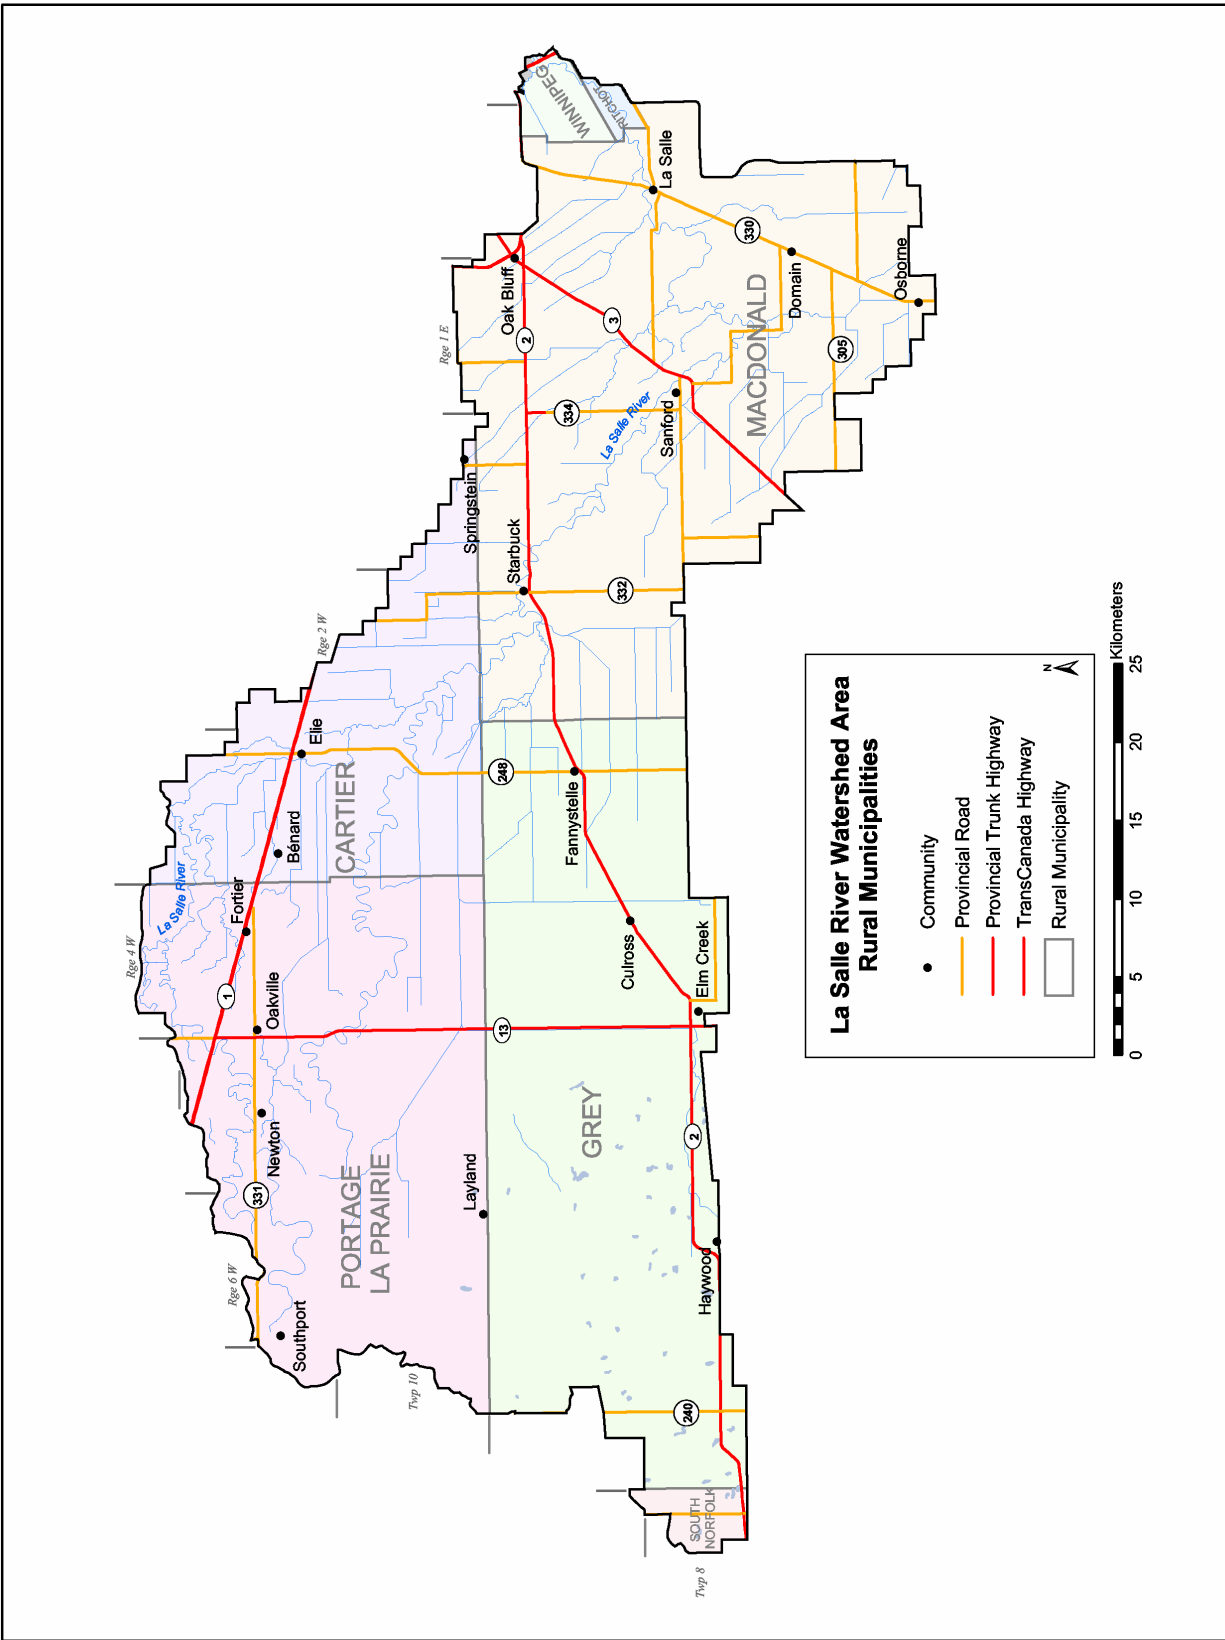 WINNIPEG
RITCHOT
La Salle
330
Domain
Osborne
Oak Bluff
Rge 1 E
2
3
MACDONALD
305
334
La Salle River
Sanford
Springstein
Starbuck
332
Rge 2 W
Elie
CARTIER
248
Fannystelle
Bénard
La Salle River
Fortier
Rge 4 W
1
Oakville
13
Culross
Elm Creek
GREY
2
Newton
331
PORTAGE
LA PRAIRIE
Layland
Haywood
Rge 6 W
Southport
Twp 10
240
SOUTH
NORFOLK
Twp 8
La Salle River Watershed Area
Rural Municipalities
N
Community
Provincial Road
Provincial Trunk Highway
TransCanada Highway
Rural Municipality
0 5 10 15 20 25
Kilometers